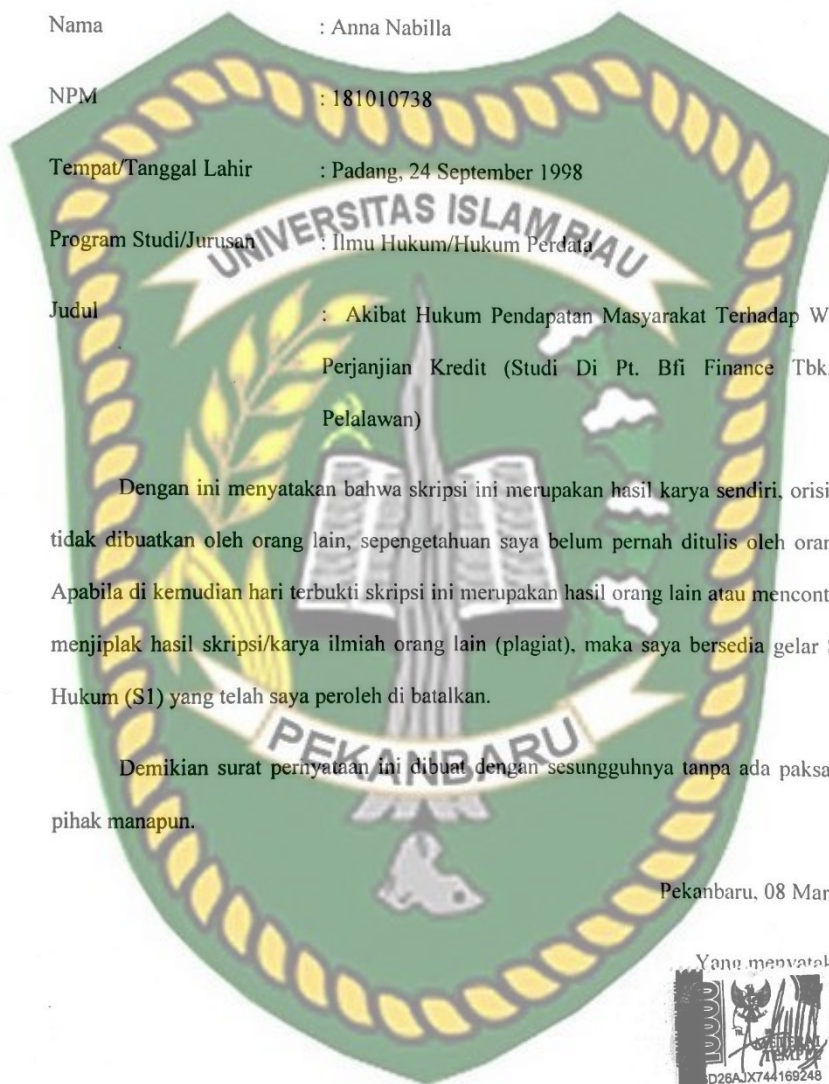 Nama : Anna Nabilla
NPM : 181010738
Tempat/Tanggal Lahir : Padang, 24 September 1998
UNIVERSITAS ISLAM RIAU
Program Studi/Jurusan : Ilmu Hukum/Hukum Perdata
Judul : Akibat Hukum Pendapatan Masyarakat Terhadap W
Perjanjian Kredit (Studi Di Pt. Bfi Finance Tbk.
Pelalawan)
Dengan ini menyatakan bahwa skripsi ini merupakan hasil karya sendiri, orisi
tidak dibuatkan oleh orang lain, sepengetahuan saya belum pernah ditulis oleh oran
Apabila di kemudian hari terbukti skripsi ini merupakan hasil orang lain atau mencont
menjiplak hasil skripsi/karya ilmiah orang lain (plagiat), maka saya bersedia gelar
Hukum (S1) yang telah saya peroleh di batalkan.
PEKANBARU
Demikian surat pernyataan ini dibuat dengan sesungguhnya tanpa ada paksa
pihak manapun.
Pekanbaru, 08 Mar
Yang menyatak
TEMPEL
D26AJX744169248